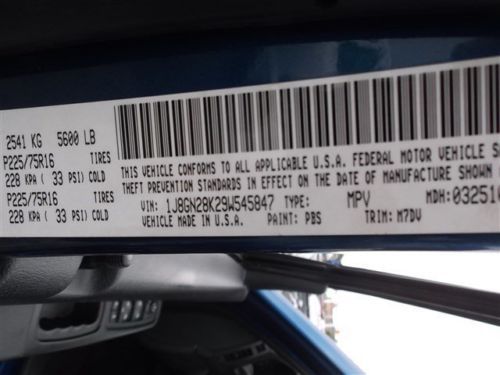 2541 KG 5600 LB
P225/75R16 TIRES
228 KPA ( 33 PSI) COLD
P225/75R16 TIRES
228 KPA ( 33 PSI) COLD
THIS VEHICLE CONFORMS TO ALL APPLICABLE U.S.A. FEDERAL MOTOR VEHICLE
THEFT PREVENTION STANDARDS IN EFFECT ON THE DATE OF MANUFACTURE SHOWN
VIN: 1J8GN28K29W545847 TYPE: MPV MDH: 032510
VEHICLE MADE IN U.S.A. PAINT: PBS TRIM: M7DV